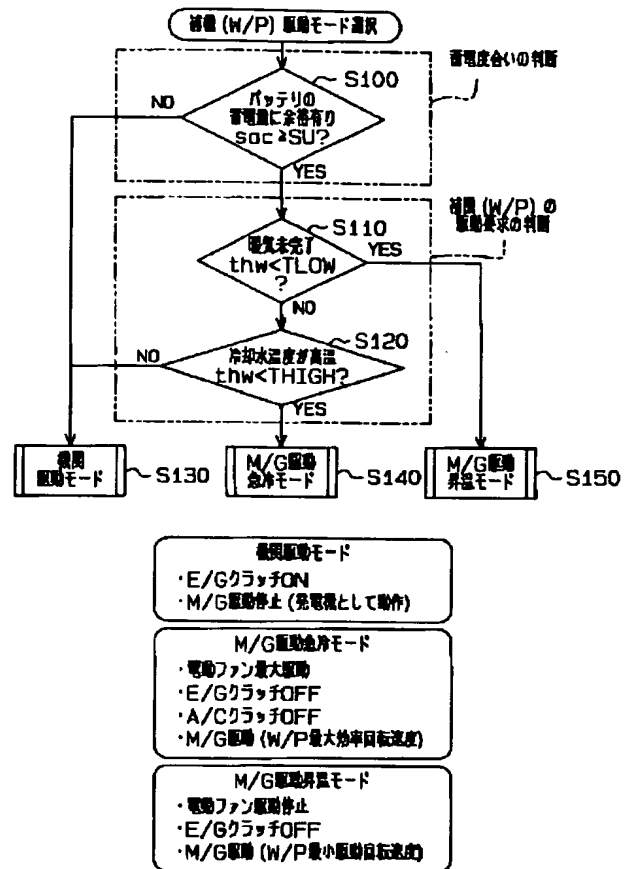 補機 (W/P) 駆動モード選択
蓄電度合いの判断
S100
NO
バッテリの
蓄電量に余裕有り
soc≧SU?
YES
補機 (W/P) の
駆動要求の判断
S110
YES
暖気未完了
thw<TLOW
?
NO
S120
NO
冷却水温度が高温
thw<THIGH?
YES
機関
駆動モード
S130
M/G駆動
急冷モード
S140
M/G駆動
昇温モード
S150
機関駆動モード
・E/GクラッチON
・M/G駆動停止 (発電機として動作)
M/G駆動急冷モード
・電動ファン最大駆動
・E/GクラッチOFF
・A/CクラッチOFF
・M/G駆動 (W/P最大効率回転速度)
M/G駆動昇温モード
・電動ファン駆動停止
・E/GクラッチOFF
・M/G駆動 (W/P最小駆動回転速度)